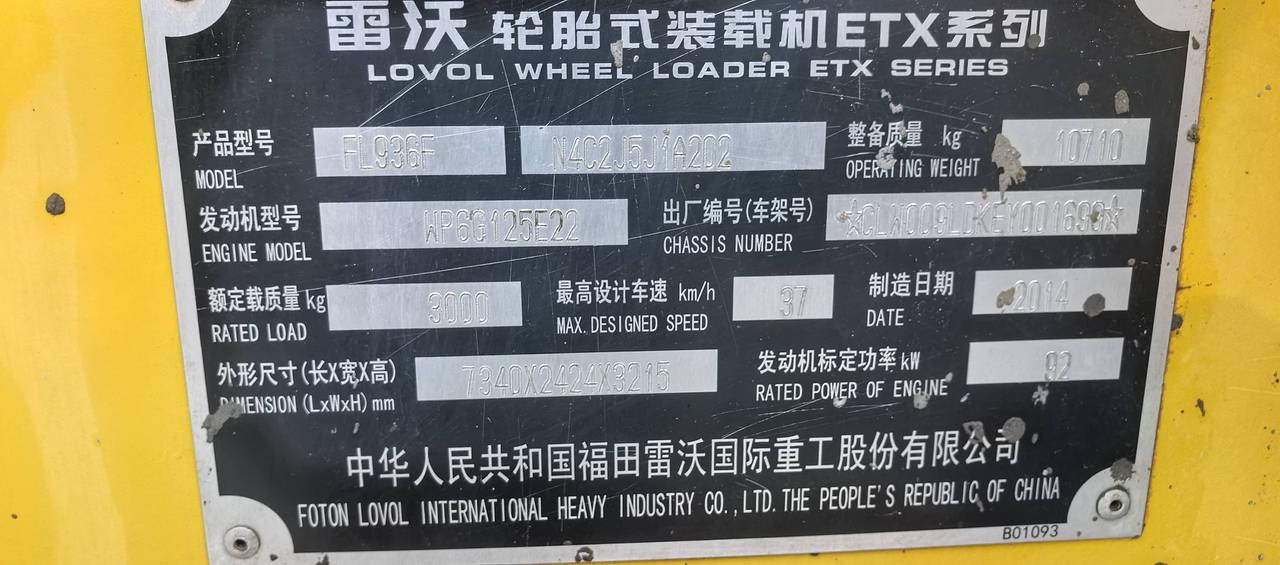 雷沃 轮胎式装载机ETX系列
LOVOL WHEEL LOADER ETX SERIES
产品型号 FL936F N4C2J5J1A202 整备质量 kg 10710
MODEL OPERATING WEIGHT
发动机型号 WP6G125E22 出厂编号(车架号)
ENGINE MODEL CHASSIS NUMBER
额定载质量kg 3000 最高设计车速 km/h 37 制造日期 2014
RATED LOAD MAX.DESIGNED SPEED DATE
外形尺寸(长X宽X高) 7340X2424X3215 发动机标定功率kW 92
DIMENSION(LxWxH)mm RATED POWER OF ENGINE
中华人民共和国福田雷沃国际重工股份有限公司
FOTON LOVOL INTERNATIONAL HEAVY INDUSTRY CO.,LTD.THE PEOPLE'S REPUBLIC OF CHINA
B01093